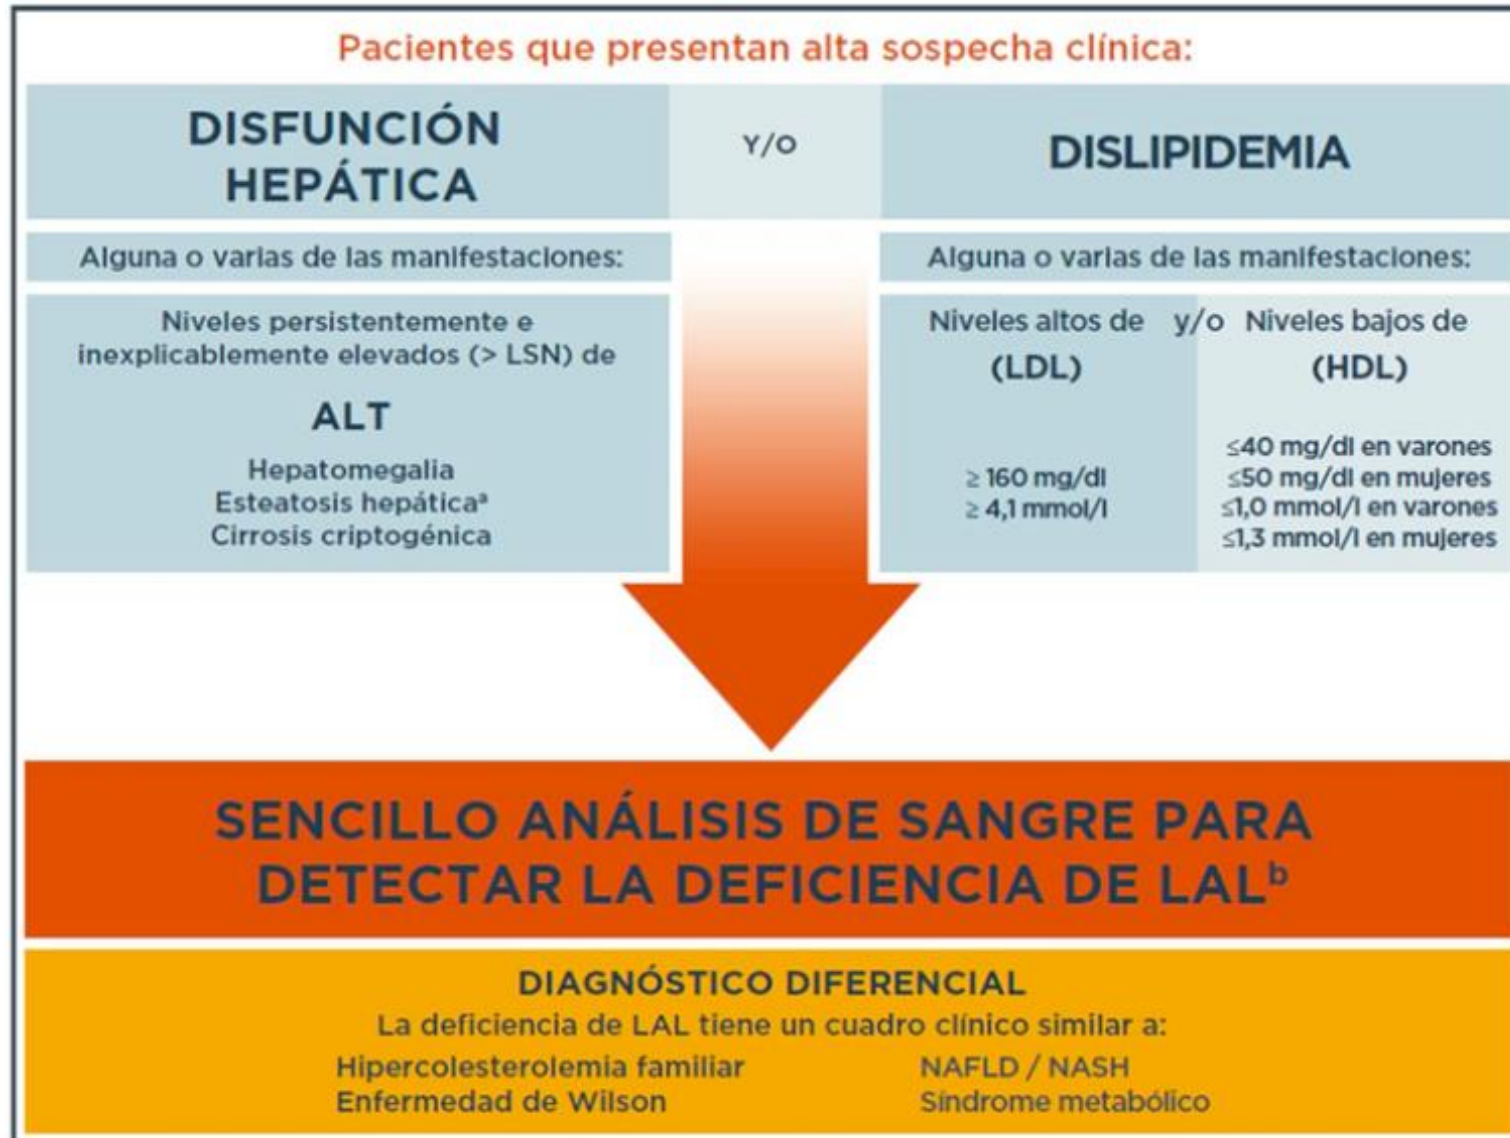 Pacientes que presentan alta sospecha clínica:
DISFUNCIÓN
HEPÁTICA
Y/O
DISLIPIDEMIA
Alguna o varias de las manifestaciones:
Niveles persistentemente e
inexplicablemente elevados (> LSN) de
ALT
Hepatomegalia
Esteatosis hepáticaª
Cirrosis criptogénica
Alguna o varias de las manifestaciones:
Niveles altos de y/o Niveles bajos de
(LDL)
(HDL)
≥ 160 mg/dl
≥ 4,1 mmol/l
≤40 mg/dl en varones
≤50 mg/dl en mujeres
≤1,0 mmol/l en varones
≤1,3 mmol/l en mujeres
SENCILLO ANÁLISIS DE SANGRE PARA
DETECTAR LA DEFICIENCIA DE LALᵇ
DIAGNÓSTICO DIFERENCIAL
La deficiencia de LAL tiene un cuadro clínico similar a:
Hipercolesterolemia familiar
Enfermedad de Wilson
NAFLD / NASH
Síndrome metabólico